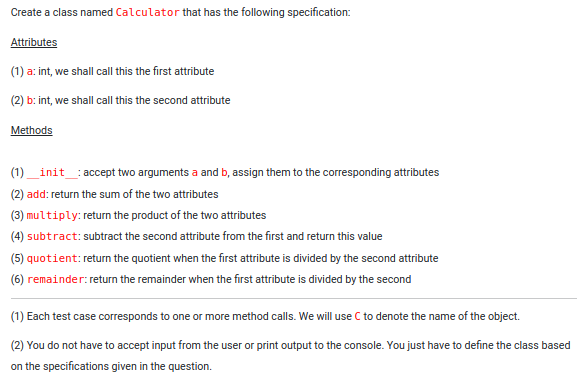 Create a class named Calculator that has the following specification:
Attributes
(1) a: int, we shall call this the first attribute
(2) b: int, we shall call this the second attribute
Methods
(1) __init__: accept two arguments a and b, assign them to the corresponding attributes
(2) add: return the sum of the two attributes
(3) multiply: return the product of the two attributes
(4) subtract: subtract the second attribute from the first and return this value
(5) quotient: return the quotient when the first attribute is divided by the second attribute
(6) remainder: return the remainder when the first attribute is divided by the second
(1) Each test case corresponds to one or more method calls. We will use C to denote the name of the object.
(2) You do not have to accept input from the user or print output to the console. You just have to define the class based
on the specifications given in the question.